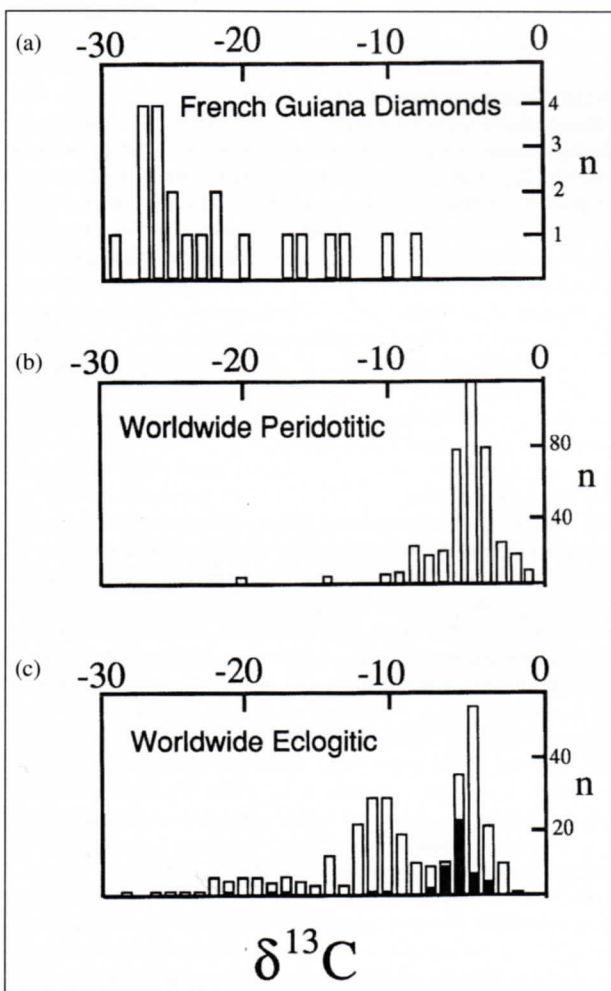 (a)
-30 -20 -10 0
French Guiana Diamonds
4
3
n
2
1
(b)
-30 -20 -10 0
Worldwide Peridotitic
80
n
40
(c)
-30 -20 -10 0
Worldwide Eclogitic
40
n
20
δ¹³C